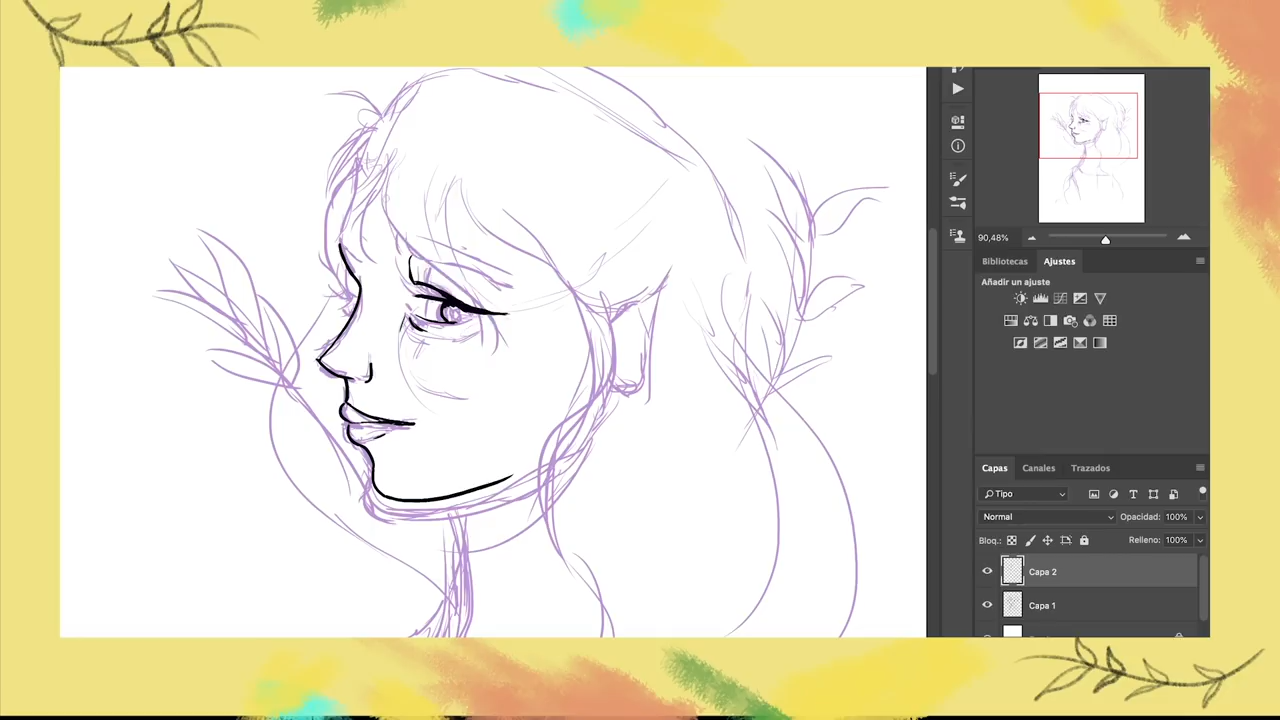 90,48%
Bibliotecas Ajustes
Añadir un ajuste
Capas Canales Trazados
Tipo
Normal Opacidad: 100%
Bloq.: Relleno: 100%
Capa 2
Capa 1